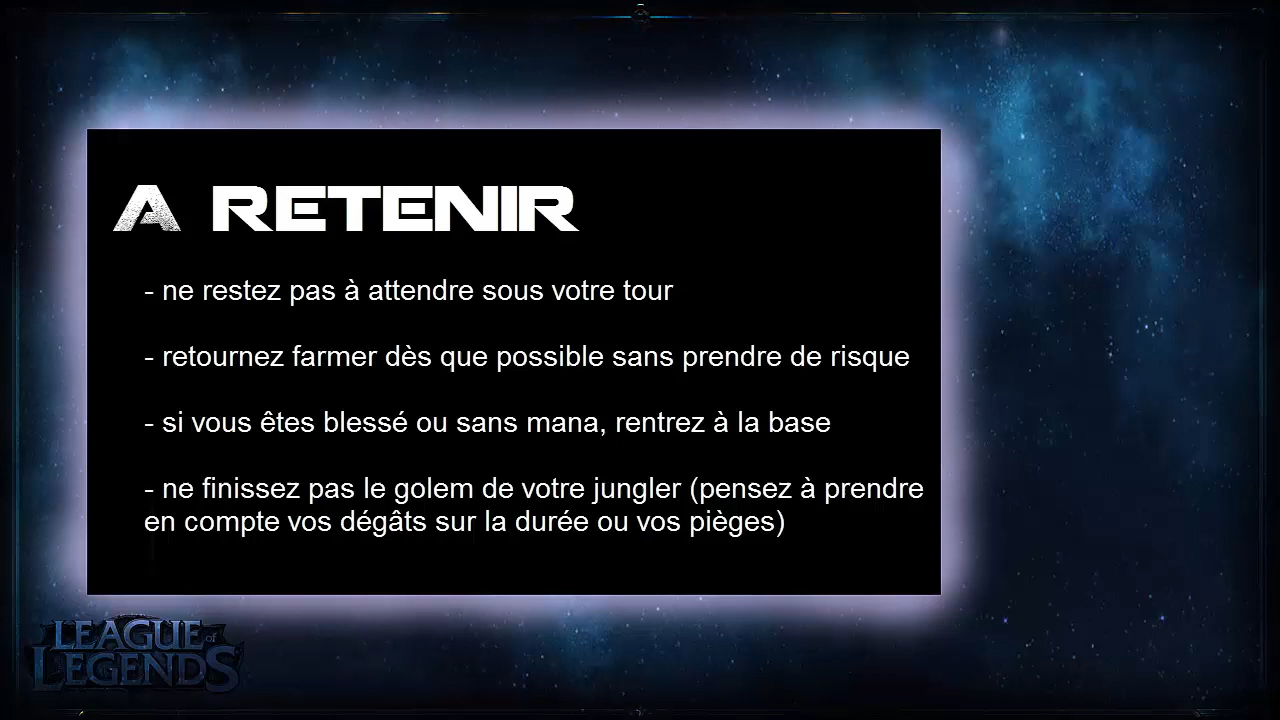 A RETENIR
- ne restez pas à attendre sous votre tour
- retournez farmer dès que possible sans prendre de risque
- si vous êtes blessé ou sans mana, rentrez à la base
- ne finissez pas le golem de votre jungler (pensez à prendre
en compte vos dégâts sur la durée ou vos pièges)
LEAGUE of
LEGENDS